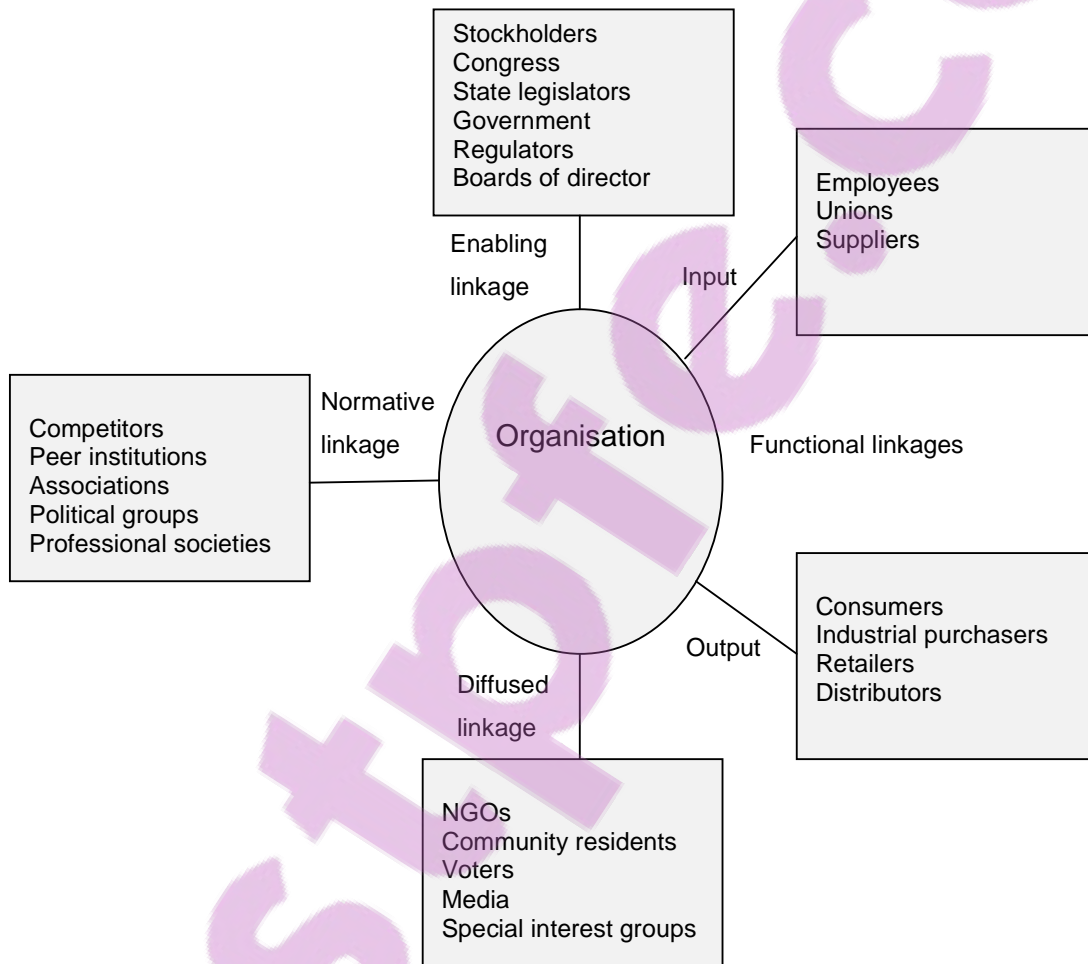 Stockholders
Congress
State legislators
Government
Regulators
Boards of director
Enabling
linkage
Employees
Unions
Suppliers
Input
Competitors
Peer institutions
Associations
Political groups
Professional societies
Normative
linkage
Organisation
Functional linkages
Consumers
Industrial purchasers
Retailers
Distributors
Output
Diffused
linkage
NGOs
Community residents
Voters
Media
Special interest groups
stpfe.c